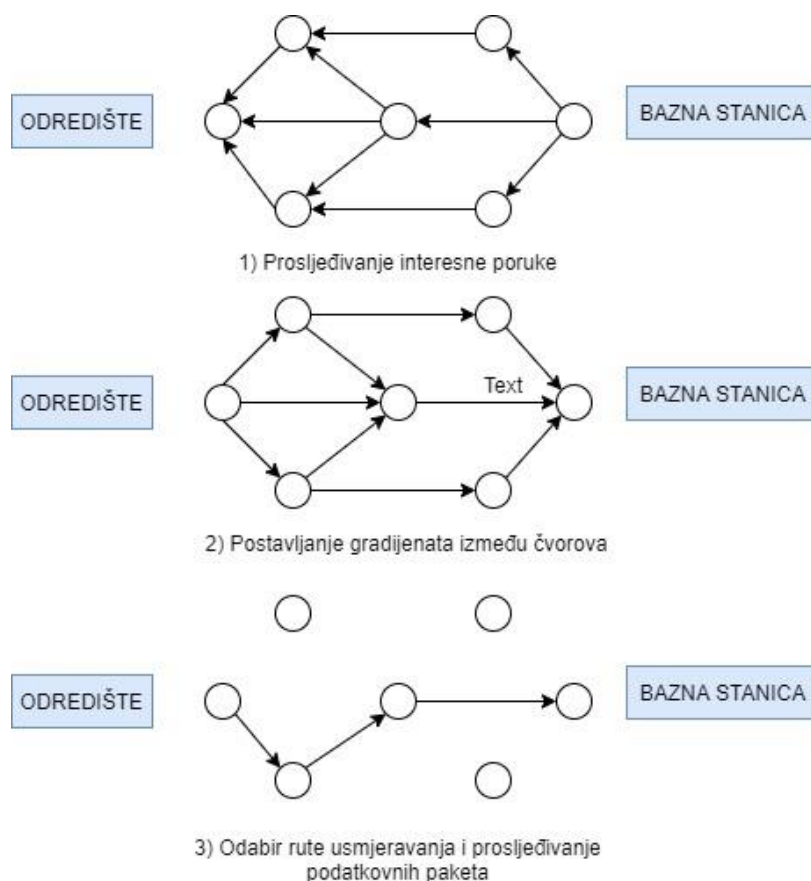 ODREDIŠTE
BAZNA STANICA
1) Prosljeđivanje interesne poruke
ODREDIŠTE
Text
BAZNA STANICA
2) Postavljanje gradijenata između čvorova
ODREDIŠTE
BAZNA STANICA
3) Odabir rute usmjeravanja i prosljeđivanje
podatkovnih paketa